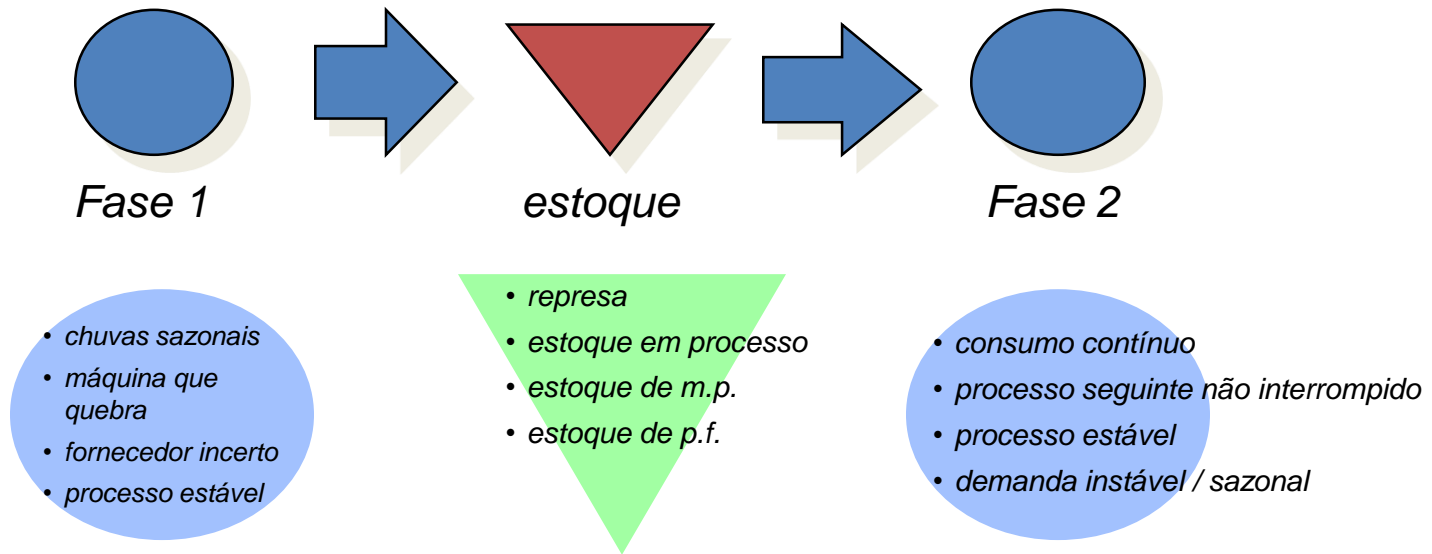 Fase 1
estoque
Fase 2
• chuvas sazonais
• máquina que
quebra
• fornecedor incerto
• processo estável
• represa
• estoque em processo
• estoque de m.p.
• estoque de p.f.
• consumo contínuo
• processo seguinte não interrompido
• processo estável
• demanda instável / sazonal